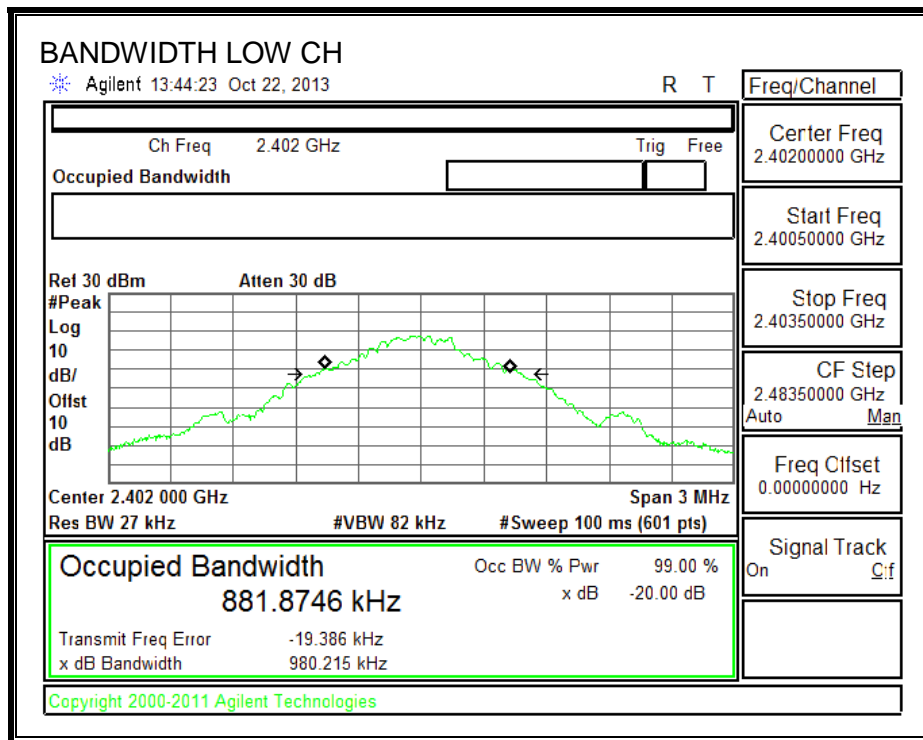 BANDWIDTH LOW CH
Agilent 13:44:23 Oct 22, 2013 R T
Freq/Channel
Ch Freq 2.402 GHz Trig Free
Occupied Bandwidth
Center Freq
2.40200000 GHz
Start Freq
2.40050000 GHz
Stop Freq
2.40350000 GHz
CF Step
2.48350000 GHz
Auto Man
Freq Offset
0.00000000 Hz
Signal Track
On Off
Ref 30 dBm Atten 30 dB
#Peak
Log
10
dB/
Offst
10
dB
Center 2.402 000 GHz Span 3 MHz
Res BW 27 kHz #VBW 82 kHz #Sweep 100 ms (601 pts)
Occupied Bandwidth
881.8746 kHz
Occ BW % Pwr 99.00 %
x dB -20.00 dB
Transmit Freq Error -19.386 kHz
x dB Bandwidth 980.215 kHz
Copyright 2000-2011 Agilent Technologies